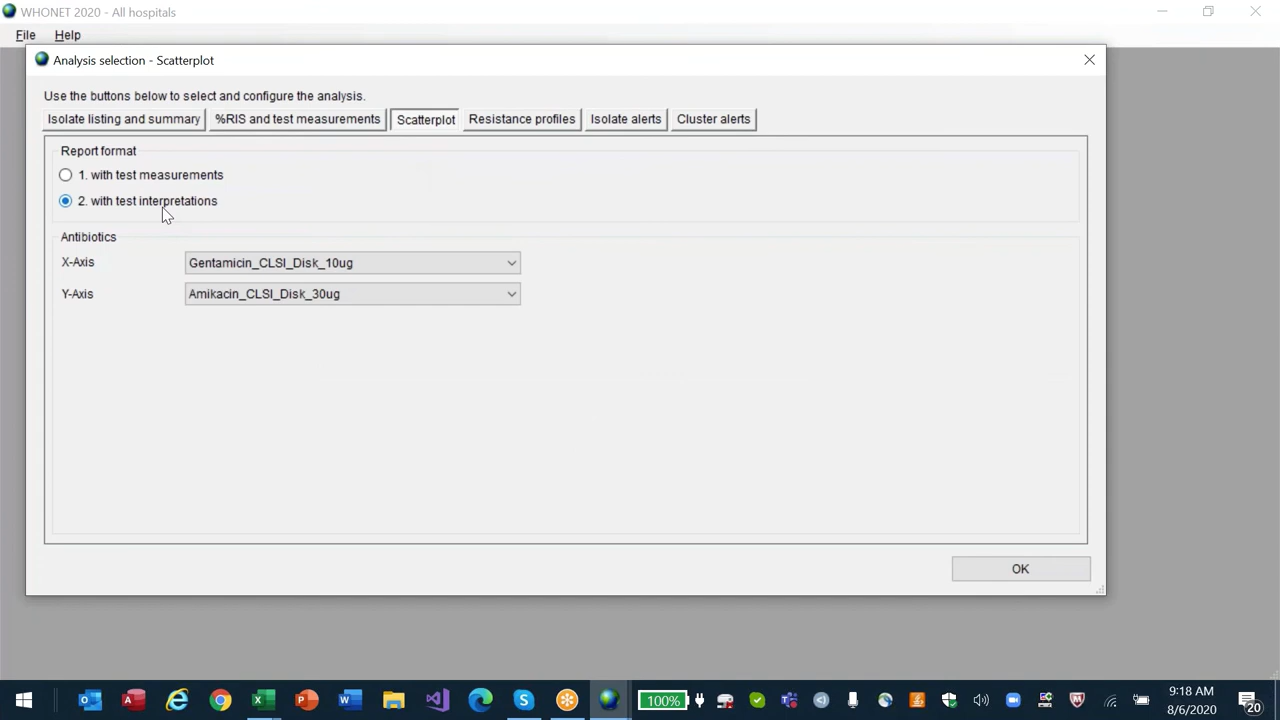 WHONET 2020 - All hospitals
File Help
Analysis selection - Scatterplot
Use the buttons below to select and configure the analysis.
Isolate listing and summary %RIS and test measurements Scatterplot Resistance profiles Isolate alerts Cluster alerts
Report format
1. with test measurements
2. with test interpretations
Antibiotics
X-Axis Gentamicin_CLSI_Disk_10ug
Y-Axis Amikacin_CLSI_Disk_30ug
OK
100%
9:18 AM
8/6/2020
20